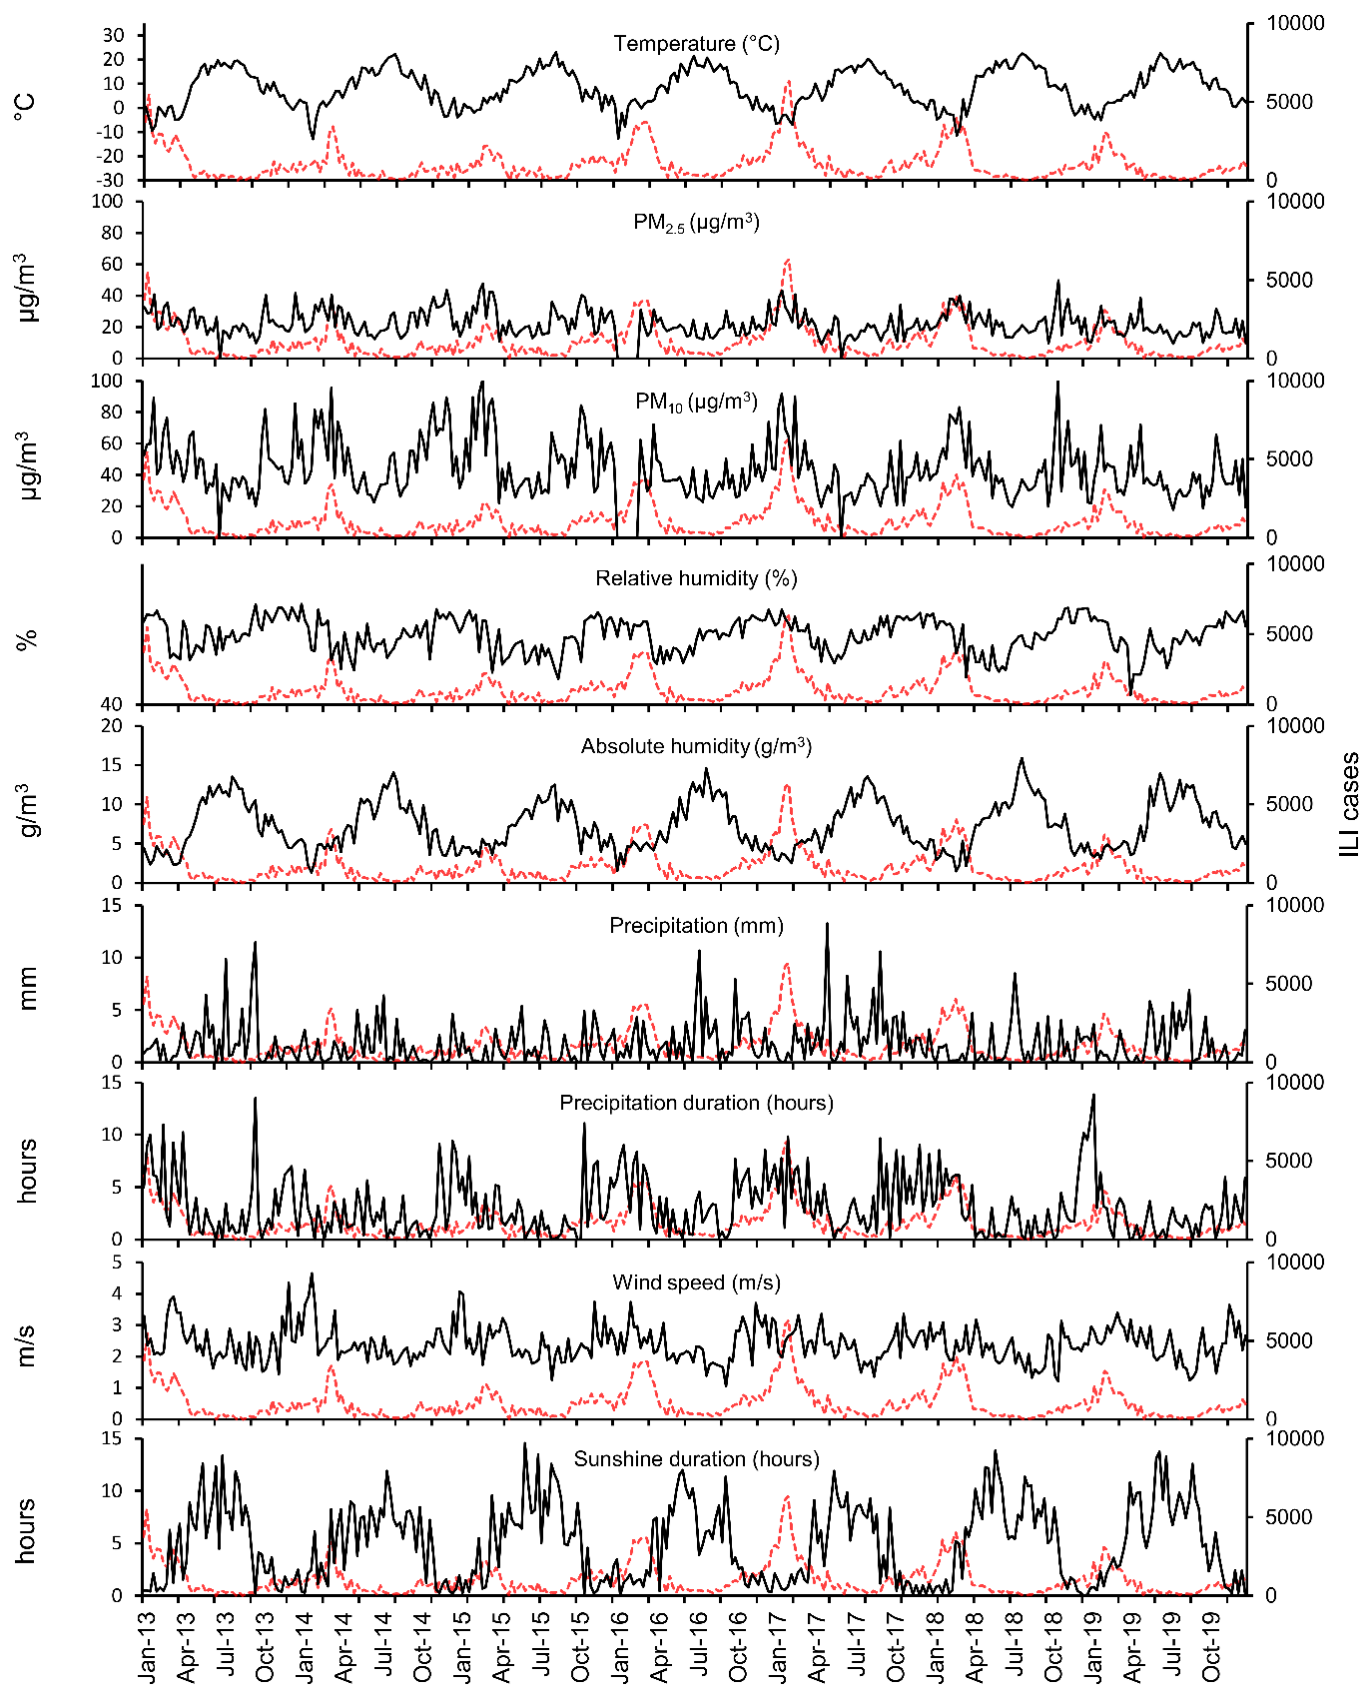 Temperature (°C)
°C
30
20
10
0
-10
-20
-30
10000
5000
0
PM2.5 (µg/m³)
µg/m³
100
80
60
40
20
0
10000
5000
0
PM10 (µg/m³)
µg/m³
100
80
60
40
20
0
10000
5000
0
Relative humidity (%)
%
40
10000
5000
0
Absolute humidity (g/m³)
g/m³
20
15
10
5
0
10000
5000
0
ILI cases
Precipitation (mm)
mm
15
10
5
0
10000
5000
0
Precipitation duration (hours)
hours
15
10
5
0
10000
5000
0
Wind speed (m/s)
m/s
5
4
3
2
1
0
10000
5000
0
Sunshine duration (hours)
hours
15
10
5
0
10000
5000
0
Jan-13
Apr-13
Jul-13
Oct-13
Jan-14
Apr-14
Jul-14
Oct-14
Jan-15
Apr-15
Jul-15
Oct-15
Jan-16
Apr-16
Jul-16
Oct-16
Jan-17
Apr-17
Jul-17
Oct-17
Jan-18
Apr-18
Jul-18
Oct-18
Jan-19
Apr-19
Jul-19
Oct-19